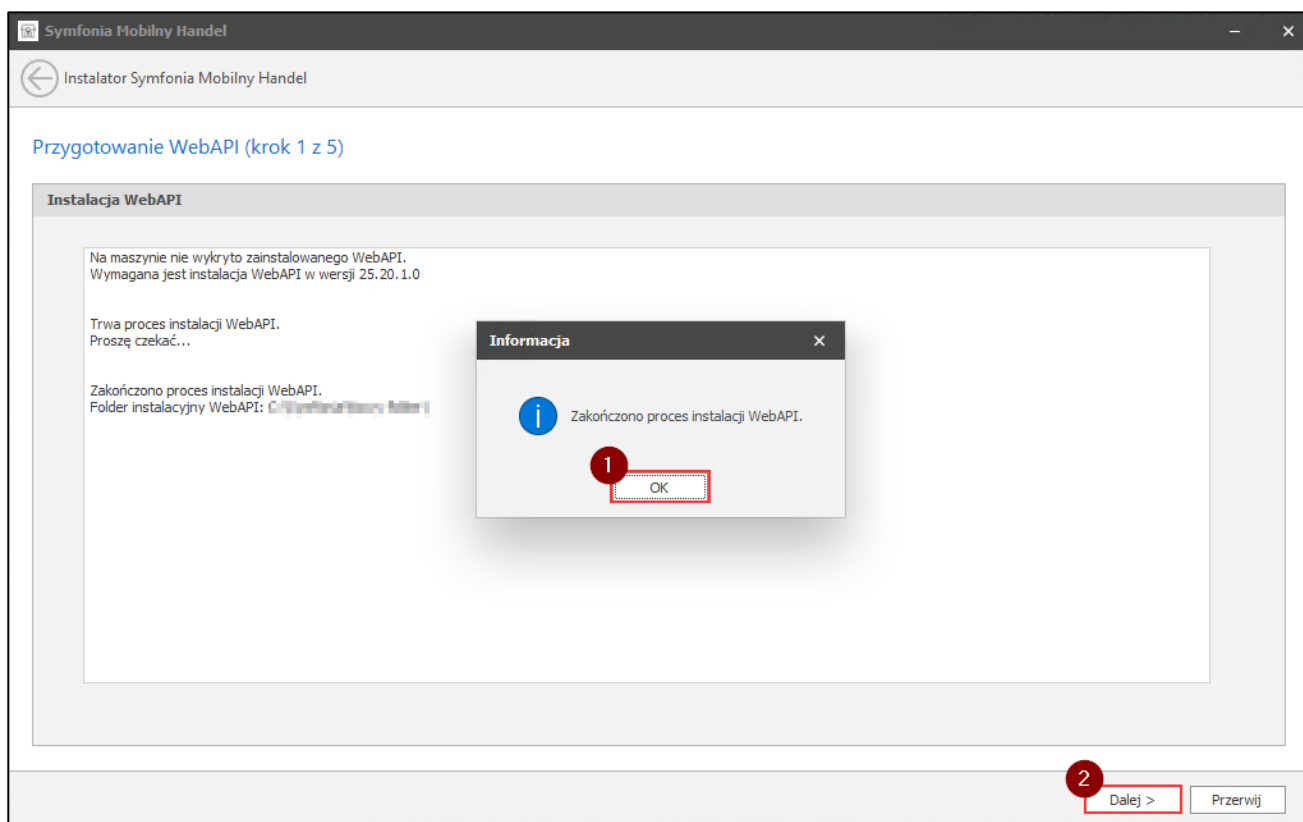 Symfonia Mobilny Handel
Instalator Symfonia Mobilny Handel
Przygotowanie WebAPI (krok 1 z 5)
Instalacja WebAPI
Na maszynie nie wykryto zainstalowanego WebAPI.
Wymagana jest instalacja WebAPI w wersji 25.20.1.0
Trwa proces instalacji WebAPI.
Proszę czekać...
Zakończono proces instalacji WebAPI.
Folder instalacyjny WebAPI:
Informacja
Zakończono proces instalacji WebAPI.
1
OK
2
Dalej >
Przerwij